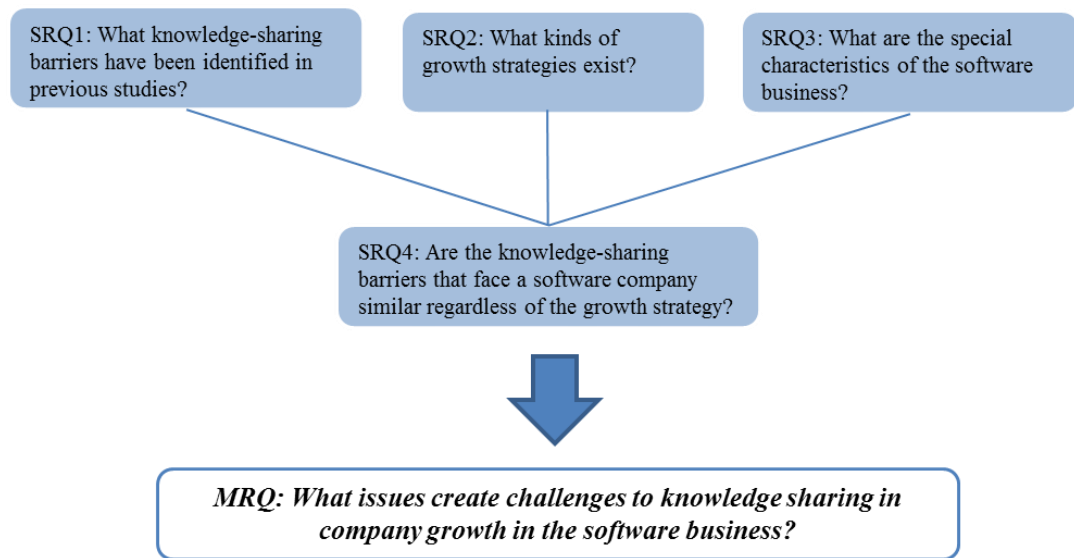 SRQ1: What knowledge-sharing
barriers have been identified in
previous studies?
SRQ2: What kinds of
growth strategies exist?
SRQ3: What are the special
characteristics of the software
business?
SRQ4: Are the knowledge-sharing
barriers that face a software company
similar regardless of the growth strategy?
MRQ: What issues create challenges to knowledge sharing in
company growth in the software business?